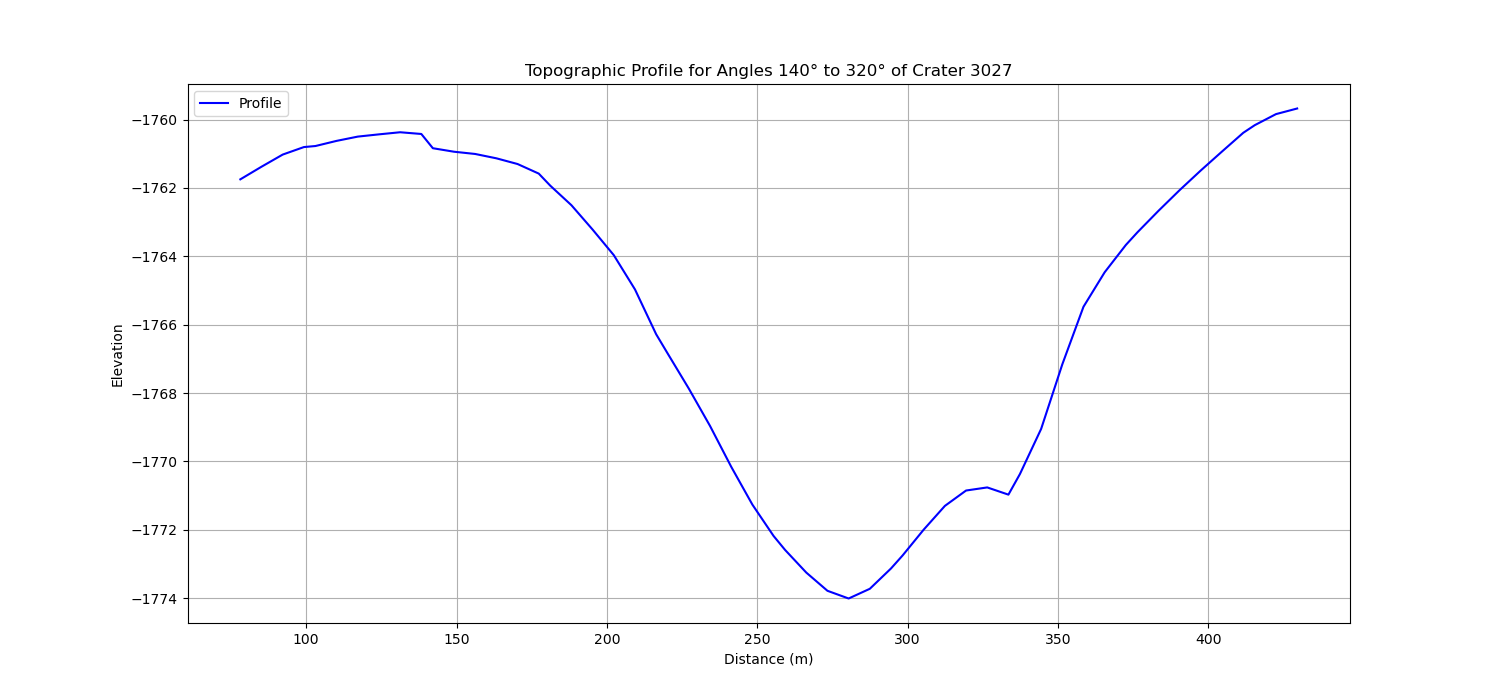 Topographic Profile for Angles 140° to 320° of Crater 3027
Profile
−1760
−1762
−1764
−1766
−1768
−1770
−1772
−1774
Elevation
100 150 200 250 300 350 400
Distance (m)